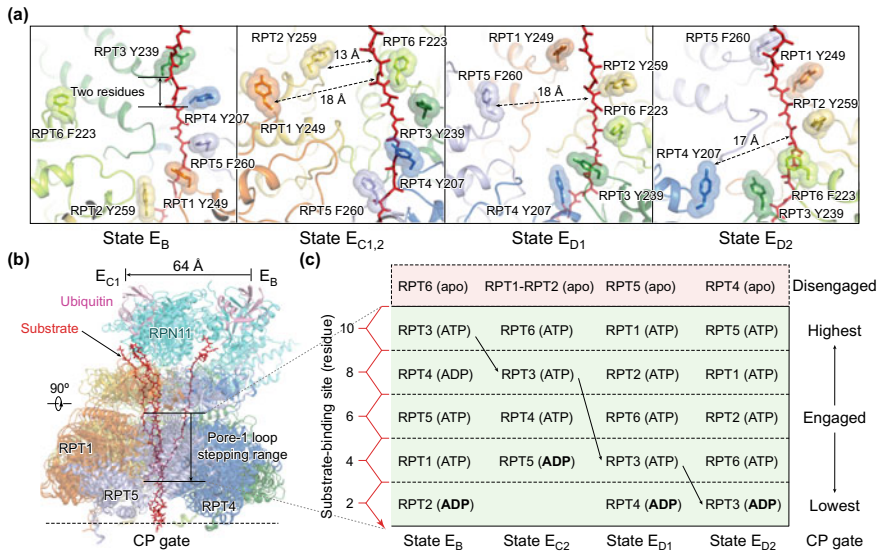 (a)
RPT3 Y239
Two residues
RPT4 Y207
RPT6 F223
RPT5 F260
RPT2 Y259
RPT1 Y249
State E_B
RPT2 Y259
RPT6 F223
13 Å
18 Å
RPT1 Y249
RPT3 Y239
RPT4 Y207
RPT5 F260
State E_C1,2
RPT1 Y249
RPT2 Y259
RPT5 F260
18 Å
RPT6 F223
RPT3 Y239
RPT4 Y207
State E_D1
RPT5 F260
RPT1 Y249
RPT2 Y259
17 Å
RPT4 Y207
RPT6 F223
RPT3 Y239
State E_D2
(b)
64 Å
E_C1
E_B
Ubiquitin
RPN11
Substrate
90º
RPT1
Pore-1 loop
stepping range
RPT5
RPT4
CP gate
(c)
RPT6 (apo) RPT1-RPT2 (apo) RPT5 (apo) RPT4 (apo) Disengaged
10 RPT3 (ATP) RPT6 (ATP) RPT1 (ATP) RPT5 (ATP) Highest
8 RPT4 (ADP) RPT3 (ATP) RPT2 (ATP) RPT1 (ATP)
6 RPT5 (ATP) RPT4 (ATP) RPT6 (ATP) RPT2 (ATP) Engaged
4 RPT1 (ATP) RPT5 (ADP) RPT3 (ATP) RPT6 (ATP)
2 RPT2 (ADP) RPT4 (ADP) RPT3 (ADP) Lowest
Substrate-binding site (residue)
State E_B State E_C2 State E_D1 State E_D2 CP gate